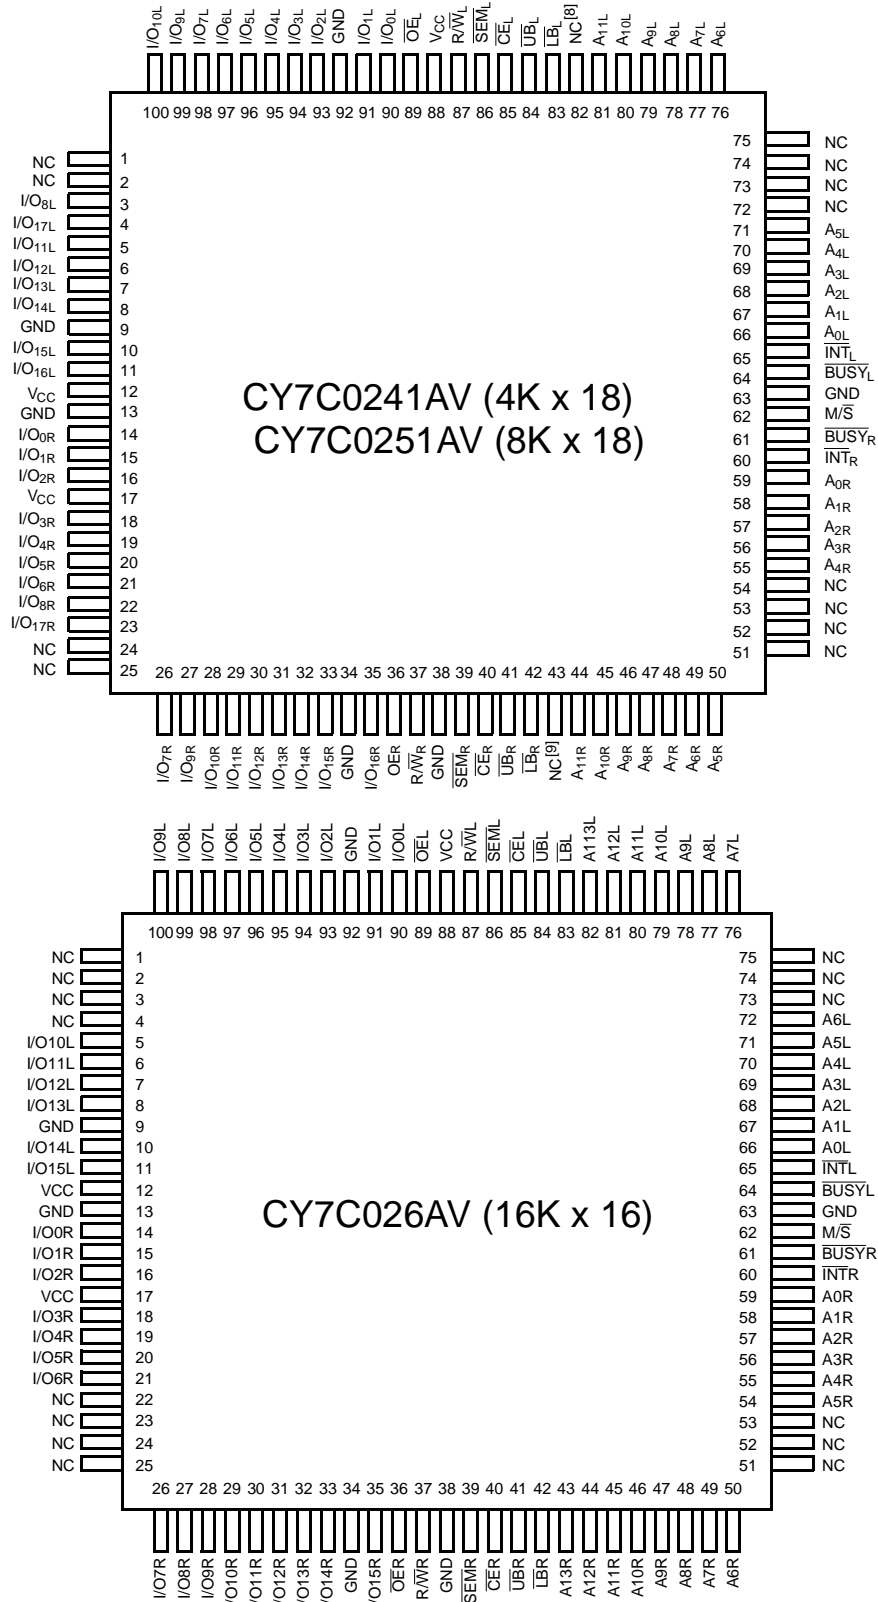 I/O10L I/O9L I/O7L I/O6L I/O5L I/O4L I/O3L I/O2L GND I/O1L I/O0L OEL VCC R/WL SEML CEL UBL LBL NC[8] A11L A10L A9L A8L A7L A6L
100 99 98 97 96 95 94 93 92 91 90 89 88 87 86 85 84 83 82 81 80 79 78 77 76
NC 1
NC 2
I/O8L 3
I/O17L 4
I/O11L 5
I/O12L 6
I/O13L 7
I/O14L 8
GND 9
I/O15L 10
I/O16L 11
VCC 12
GND 13
I/O0R 14
I/O1R 15
I/O2R 16
VCC 17
I/O3R 18
I/O4R 19
I/O5R 20
I/O6R 21
I/O8R 22
I/O17R 23
NC 24
NC 25
CY7C0241AV (4K x 18)
CY7C0251AV (8K x 18)
75 NC
74 NC
73 NC
72 NC
71 A5L
70 A4L
69 A3L
68 A2L
67 A1L
66 A0L
65 INTL
64 BUSYL
63 GND
62 M/S
61 BUSYR
60 INTR
59 A0R
58 A1R
57 A2R
56 A3R
55 A4R
54 NC
53 NC
52 NC
51 NC
26 27 28 29 30 31 32 33 34 35 36 37 38 39 40 41 42 43 44 45 46 47 48 49 50
I/O7R I/O9R I/O10R I/O11R I/O12R I/O13R I/O14R I/O15R GND I/O16R OER R/WR GND SEMR CER UBR LBR NC[9] A11R A10R A9R A8R A7R A6R A5R
I/O9L I/O8L I/O7L I/O6L I/O5L I/O4L I/O3L I/O2L GND I/O1L I/O0L OEL VCC R/WL SEML CEL UBL LBL A113L A12L A11L A10L A9L A8L A7L
100 99 98 97 96 95 94 93 92 91 90 89 88 87 86 85 84 83 82 81 80 79 78 77 76
NC 1
NC 2
NC 3
NC 4
I/O10L 5
I/O11L 6
I/O12L 7
I/O13L 8
GND 9
I/O14L 10
I/O15L 11
VCC 12
GND 13
I/O0R 14
I/O1R 15
I/O2R 16
VCC 17
I/O3R 18
I/O4R 19
I/O5R 20
I/O6R 21
NC 22
NC 23
NC 24
NC 25
CY7C026AV (16K x 16)
75 NC
74 NC
73 NC
72 A6L
71 A5L
70 A4L
69 A3L
68 A2L
67 A1L
66 A0L
65 INTL
64 BUSYL
63 GND
62 M/S
61 BUSYR
60 INTR
59 A0R
58 A1R
57 A2R
56 A3R
55 A4R
54 A5R
53 NC
52 NC
51 NC
26 27 28 29 30 31 32 33 34 35 36 37 38 39 40 41 42 43 44 45 46 47 48 49 50
I/O7R I/O8R I/O9R I/O10R I/O11R I/O12R I/O13R I/O14R GND I/O15R OER R/WR GND SEMR CER UBR LBR A13R A12R A11R A10R A9R A8R A7R A6R